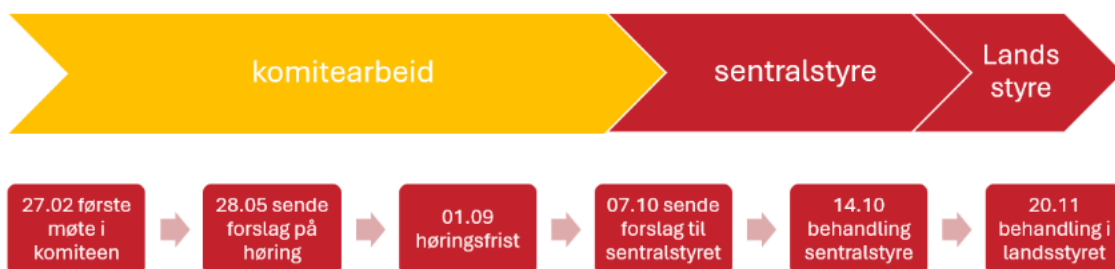 komitearbeid
sentralstyre
Lands
styre
27.02 første
møte i
komiteen
28.05 sende
forslag på
høring
01.09
høringsfrist
07.10 sende
forslag til
sentralstyret
14.10
behandling
sentralstyre
20.11
behandling i
landsstyret